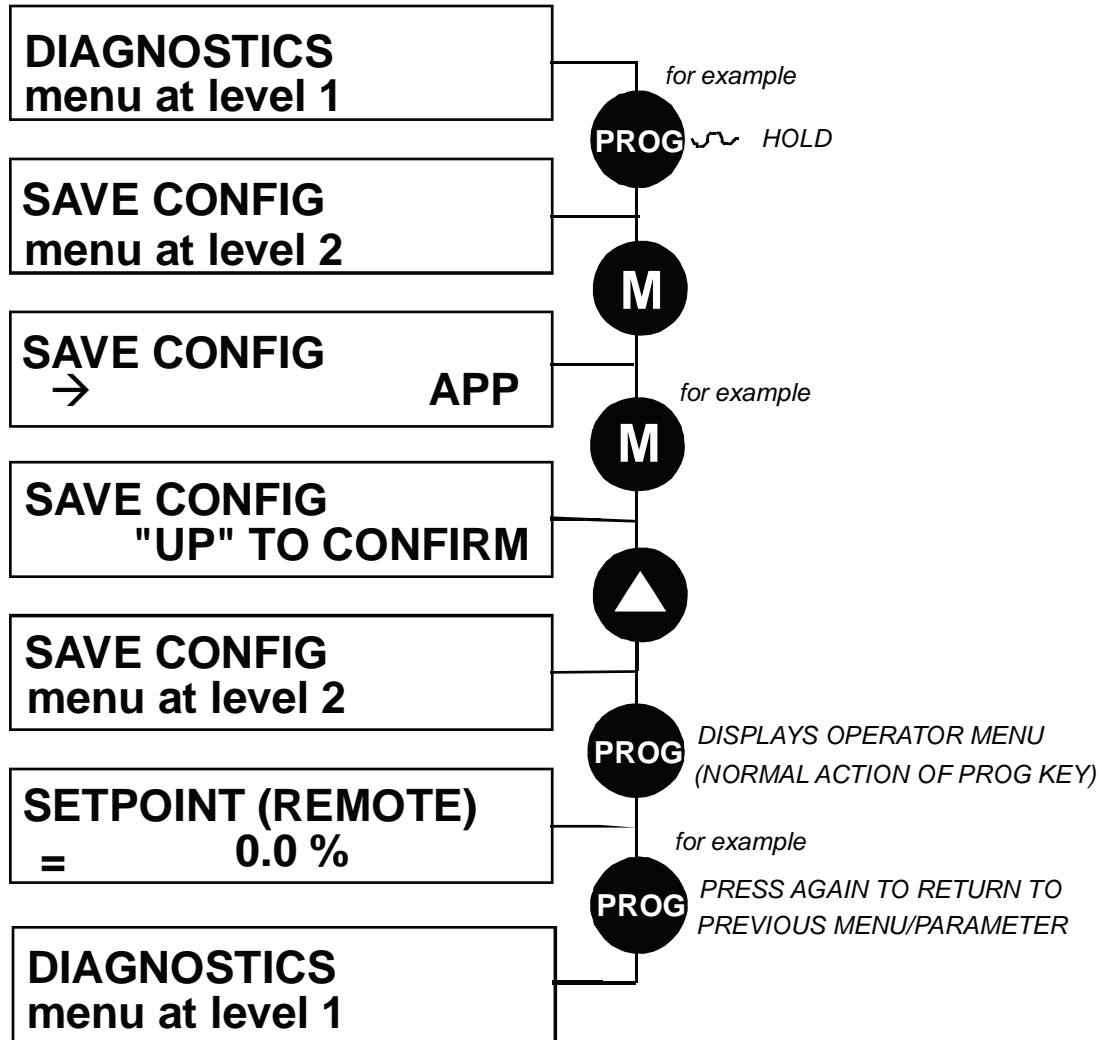 DIAGNOSTICS
menu at level 1
for example
PROG
HOLD
SAVE CONFIG
menu at level 2
M
SAVE CONFIG
→ APP
for example
M
SAVE CONFIG
"UP" TO CONFIRM
SAVE CONFIG
menu at level 2
PROG
DISPLAYS OPERATOR MENU
(NORMAL ACTION OF PROG KEY)
SETPOINT (REMOTE)
= 0.0 %
for example
PROG
PRESS AGAIN TO RETURN TO
PREVIOUS MENU/PARAMETER
DIAGNOSTICS
menu at level 1